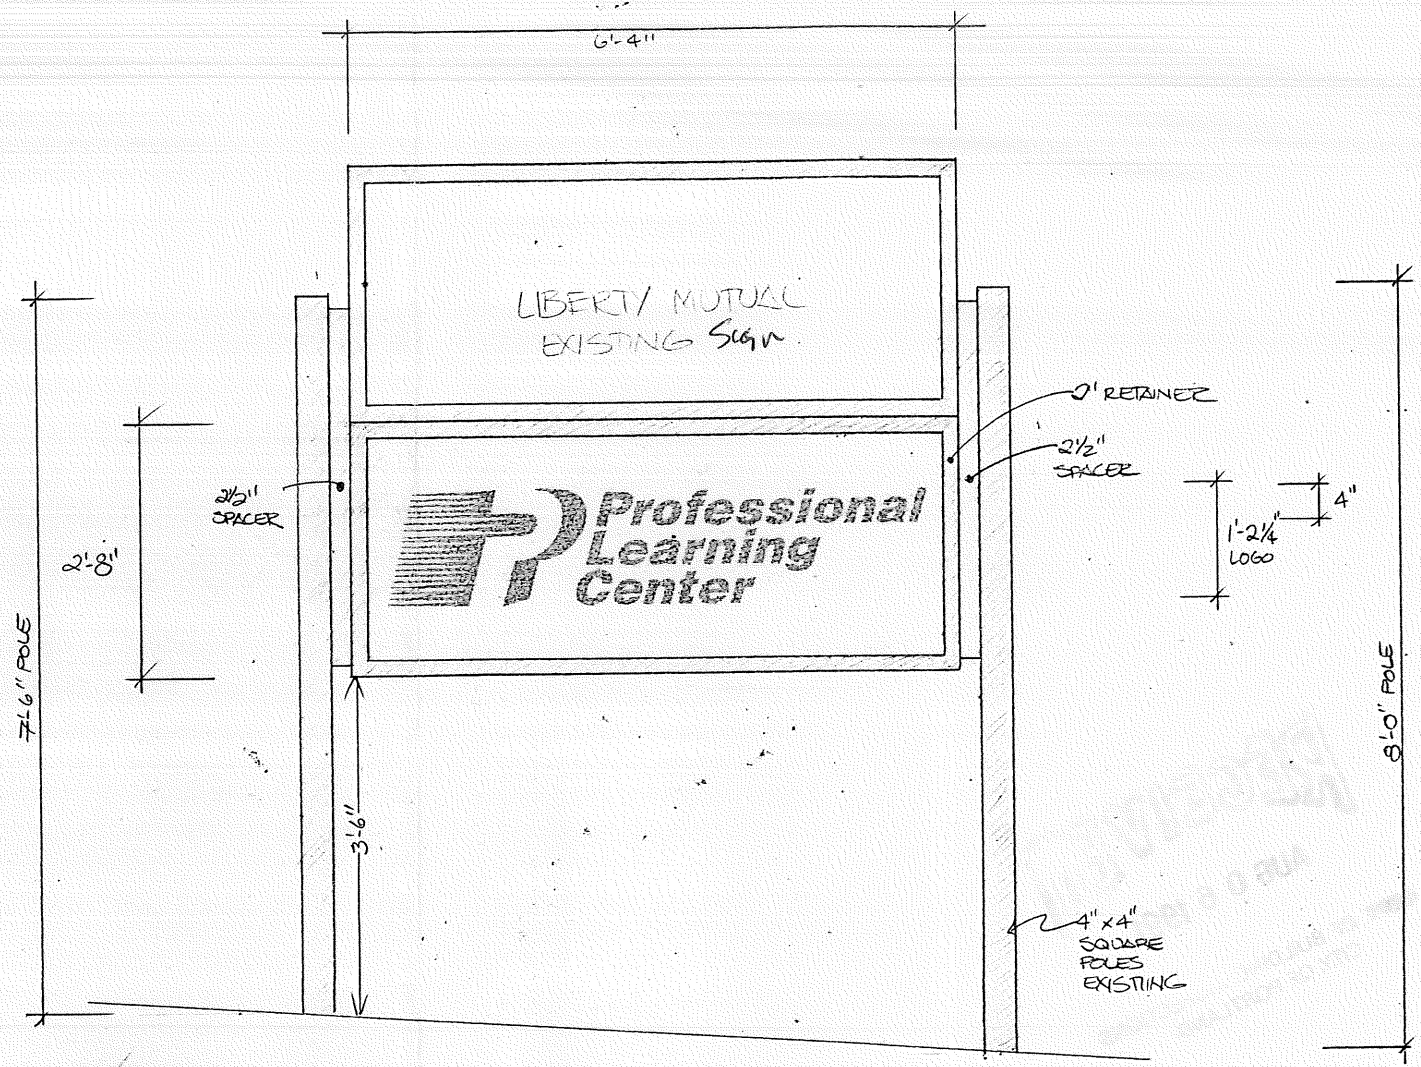 6'-4"
LIBERTY MUTUAL
EXISTING Sign
2" RETAINER
2½"
SPACER
2½"
SPACER
4"
1'-2¼"
LOGO
Professional
Learning
Center
2'-8"
7'-6" POLE
8'-0" POLE
3'-6"
4" x 4"
SQUARE
POLES
EXISTING